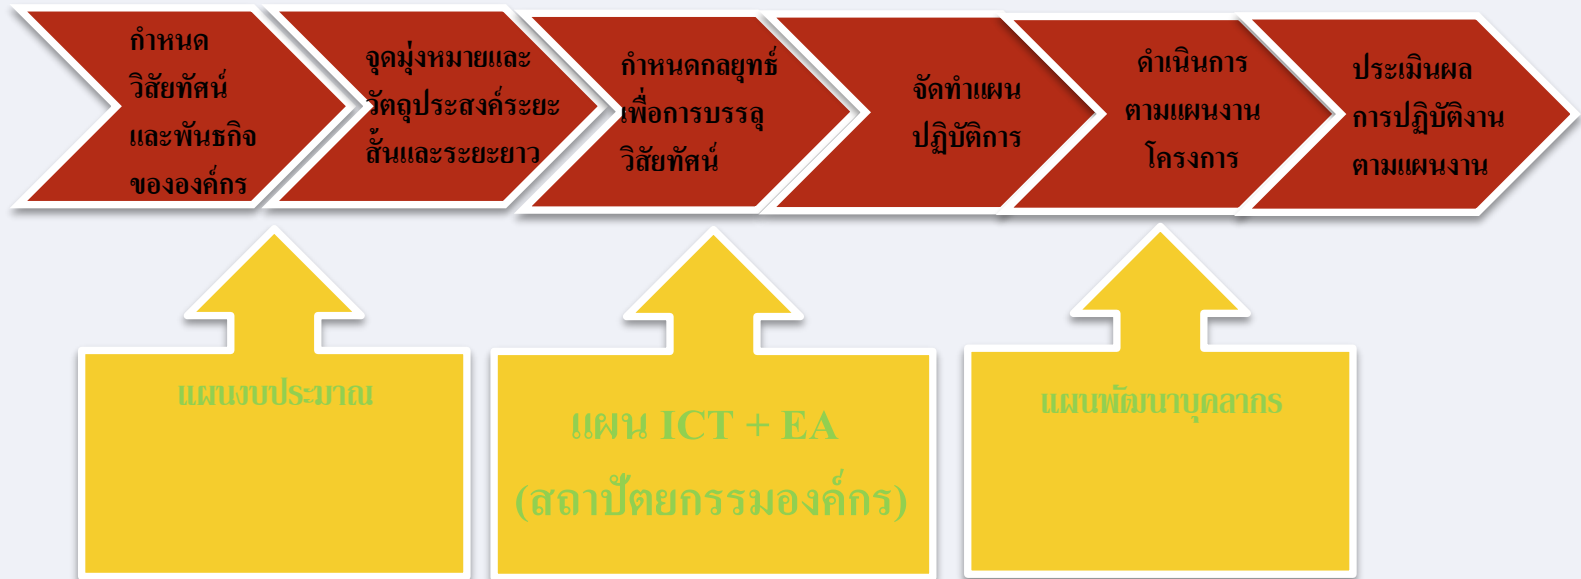 กำหนด
วิสัยทัศน์
และพันธกิจ
ขององค์กร
จุดมุ่งหมายและ
วัตถุประสงค์ระยะ
สั้นและระยะยาว
กำหนดกลยุทธ์
เพื่อการบรรลุ
วิสัยทัศน์
จัดทำแผน
ปฏิบัติการ
ดำเนินการ
ตามแผนงาน
โครงการ
ประเมินผล
การปฏิบัติงาน
ตามแผนงาน
แผนงบประมาณ
แผน ICT + EA
(สถาปัตยกรรมองค์กร)
แผนพัฒนาบุคลากร